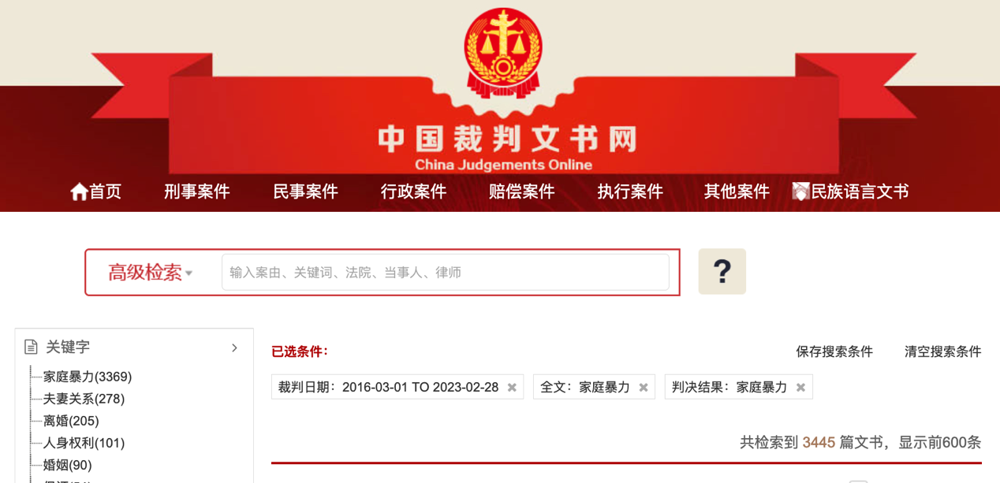 中国裁判文书网
China Judgements Online
首页 刑事案件 民事案件 行政案件 赔偿案件 执行案件 其他案件 民族语言文书
高级检索 输入案由、关键词、法院、当事人、律师 ?
关键字
家庭暴力(3369)
夫妻关系(278)
离婚(205)
人身权利(101)
婚姻(90)
已选条件： 保存搜索条件 清空搜索条件
裁判日期：2016-03-01 TO 2023-02-28 全文：家庭暴力 判决结果：家庭暴力
共检索到 3445 篇文书，显示前600条